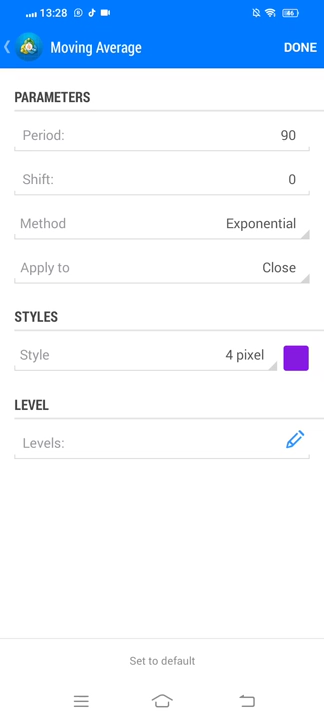 13:28
Moving Average
DONE
PARAMETERS
Period: 90
Shift: 0
Method Exponential
Apply to Close
STYLES
Style 4 pixel
LEVEL
Levels:
Set to default